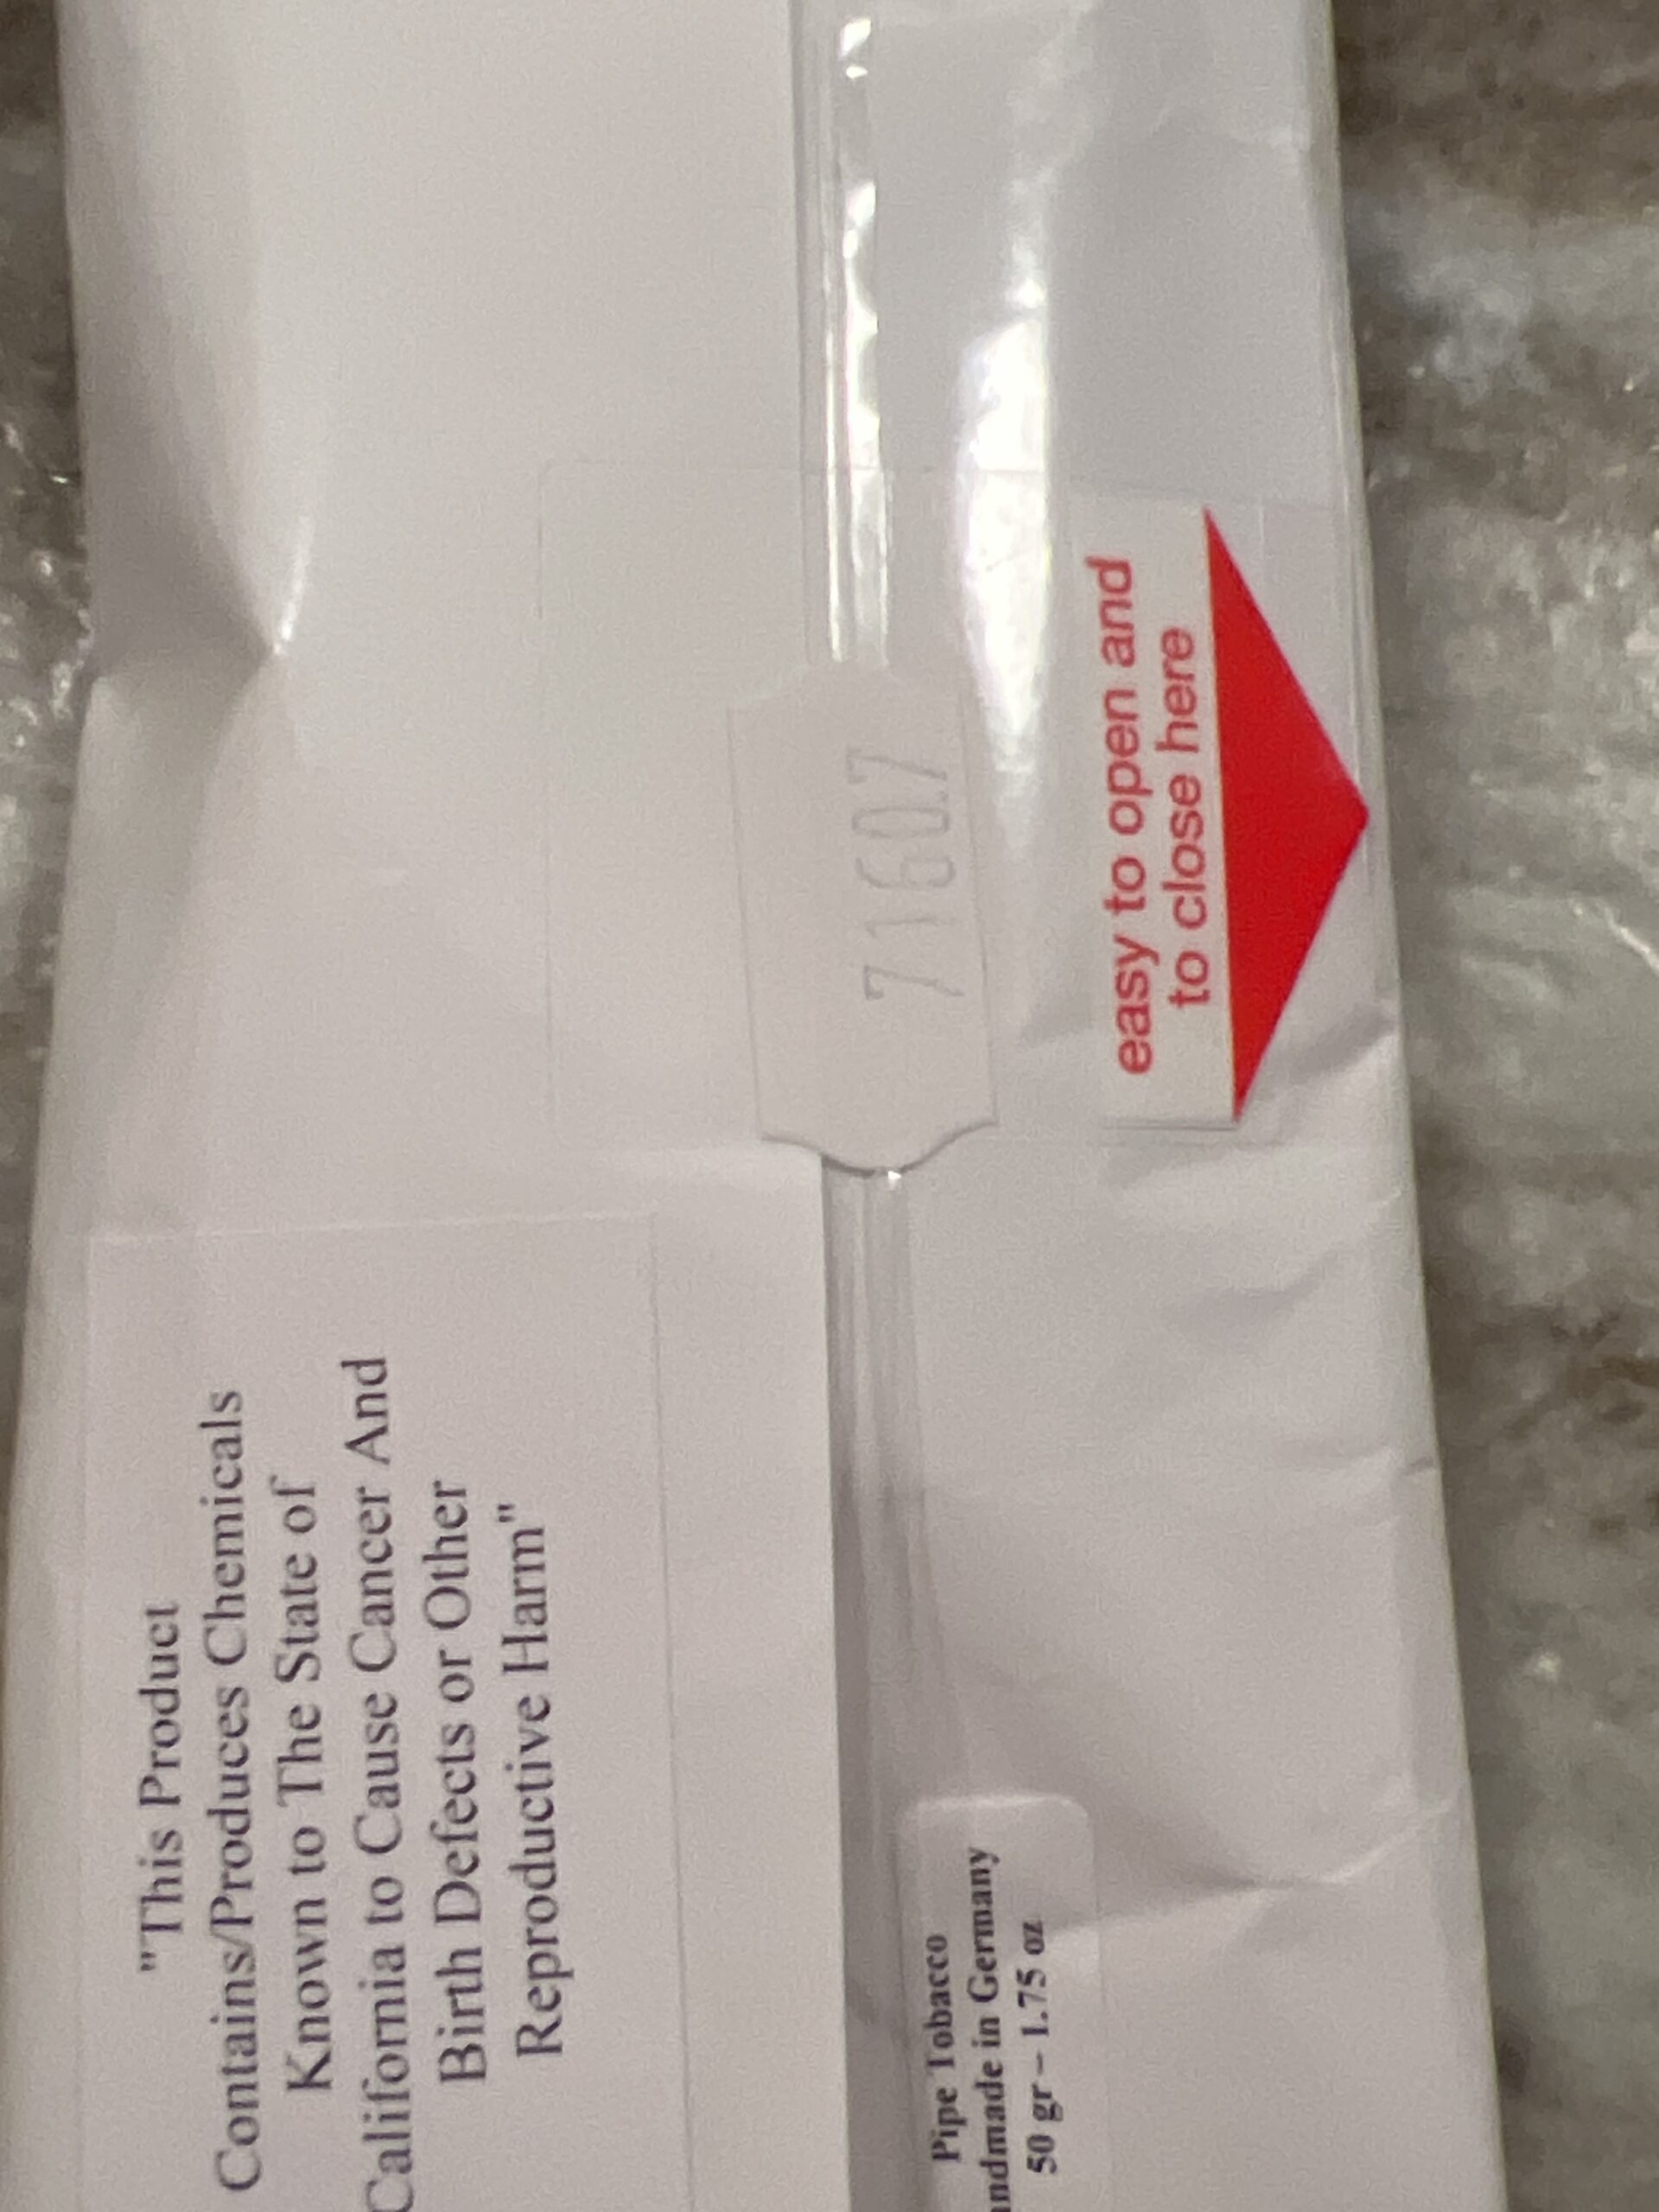 "This Product
Contains/Produces Chemicals
Known to The State of
California to Cause Cancer And
Birth Defects or Other
Reproductive Harm"
71607
easy to open and
to close here
Pipe Tobacco
ndmade in Germany
50 gr – 1.75 oz